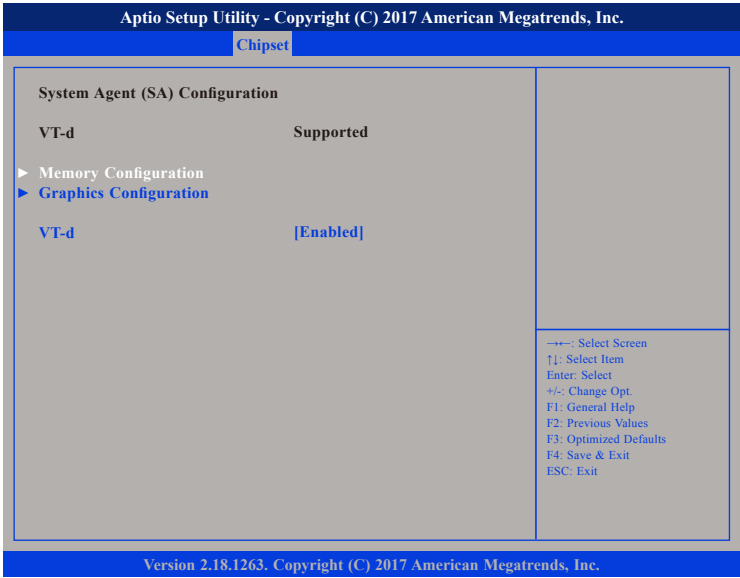 Aptio Setup Utility - Copyright (C) 2017 American Megatrends, Inc.
Chipset
System Agent (SA) Configuration
VT-d Supported
► Memory Configuration
► Graphics Configuration
VT-d [Enabled]
→←: Select Screen
↑↓: Select Item
Enter: Select
+/-: Change Opt.
F1: General Help
F2: Previous Values
F3: Optimized Defaults
F4: Save & Exit
ESC: Exit
Version 2.18.1263. Copyright (C) 2017 American Megatrends, Inc.